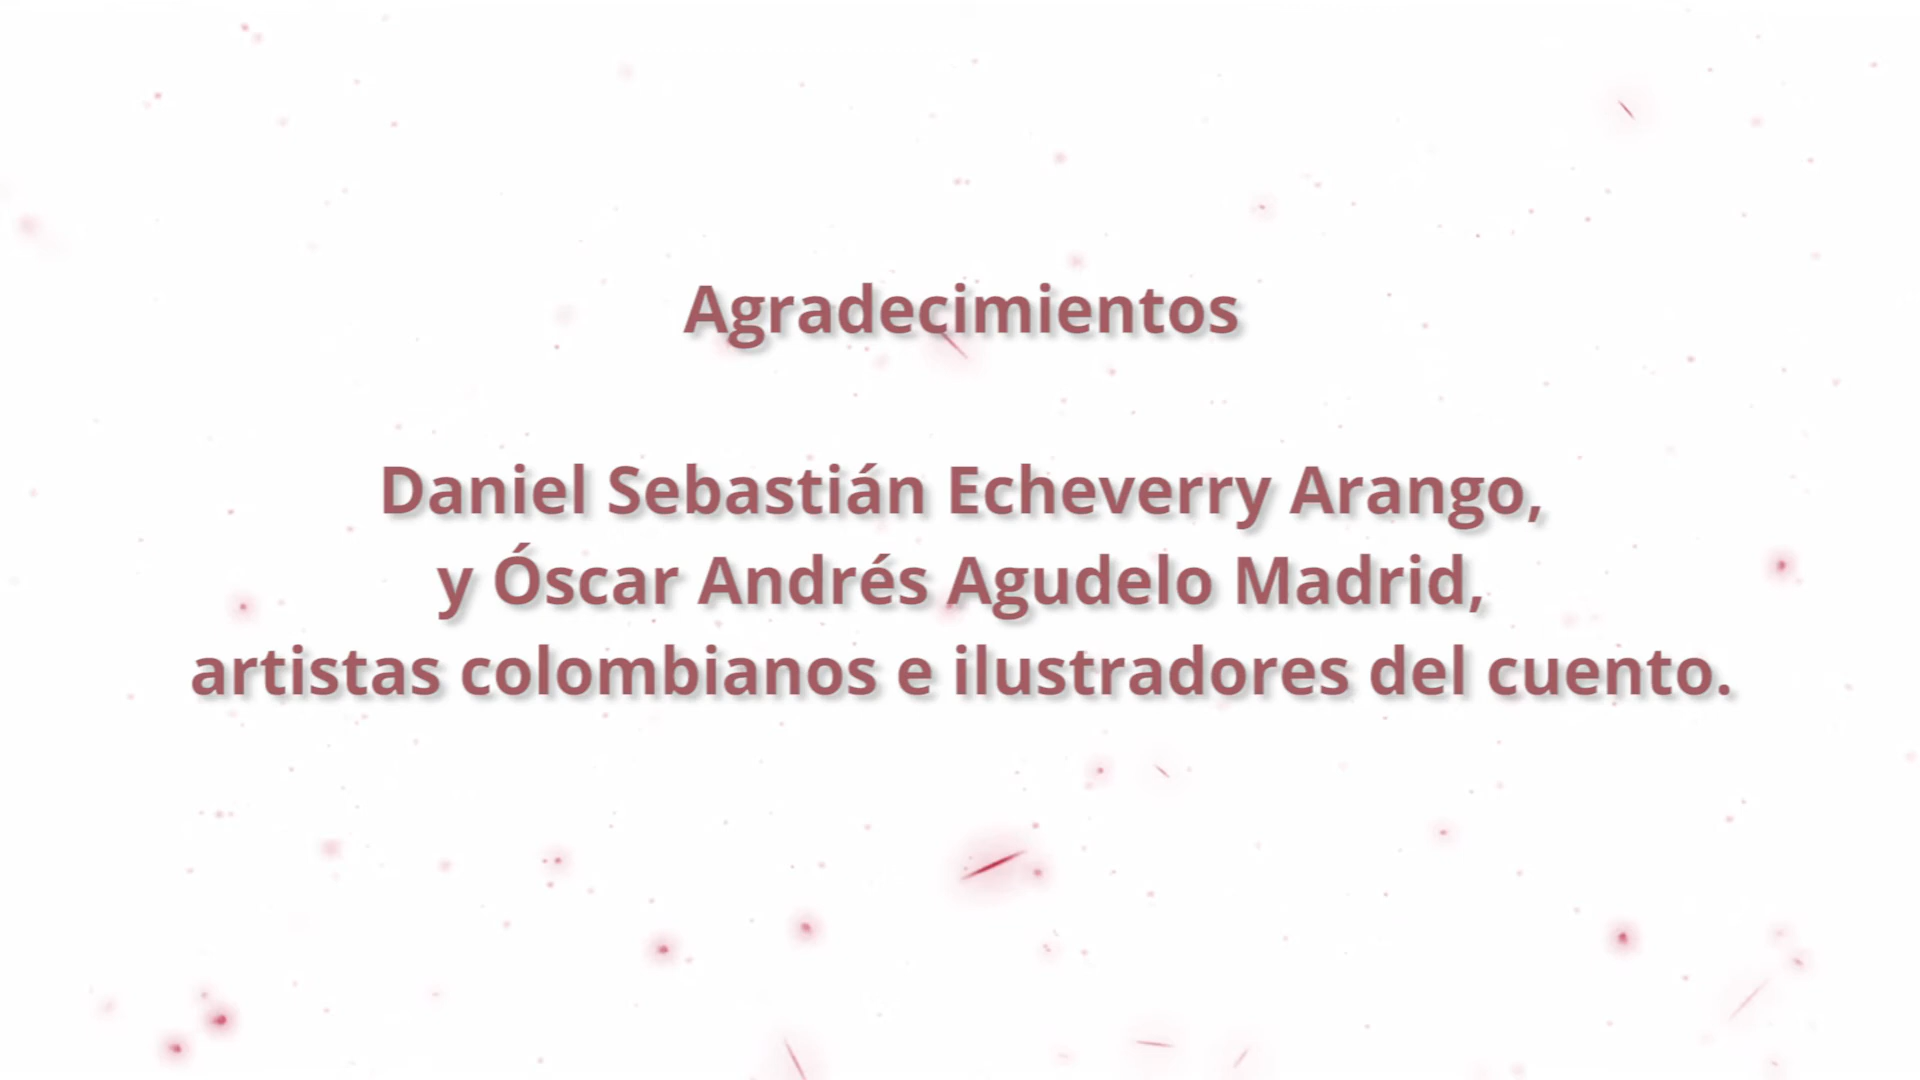 Agradecimientos
Daniel Sebastián Echeverry Arango,
y Óscar Andrés Agudelo Madrid,
artistas colombianos e ilustradores del cuento.